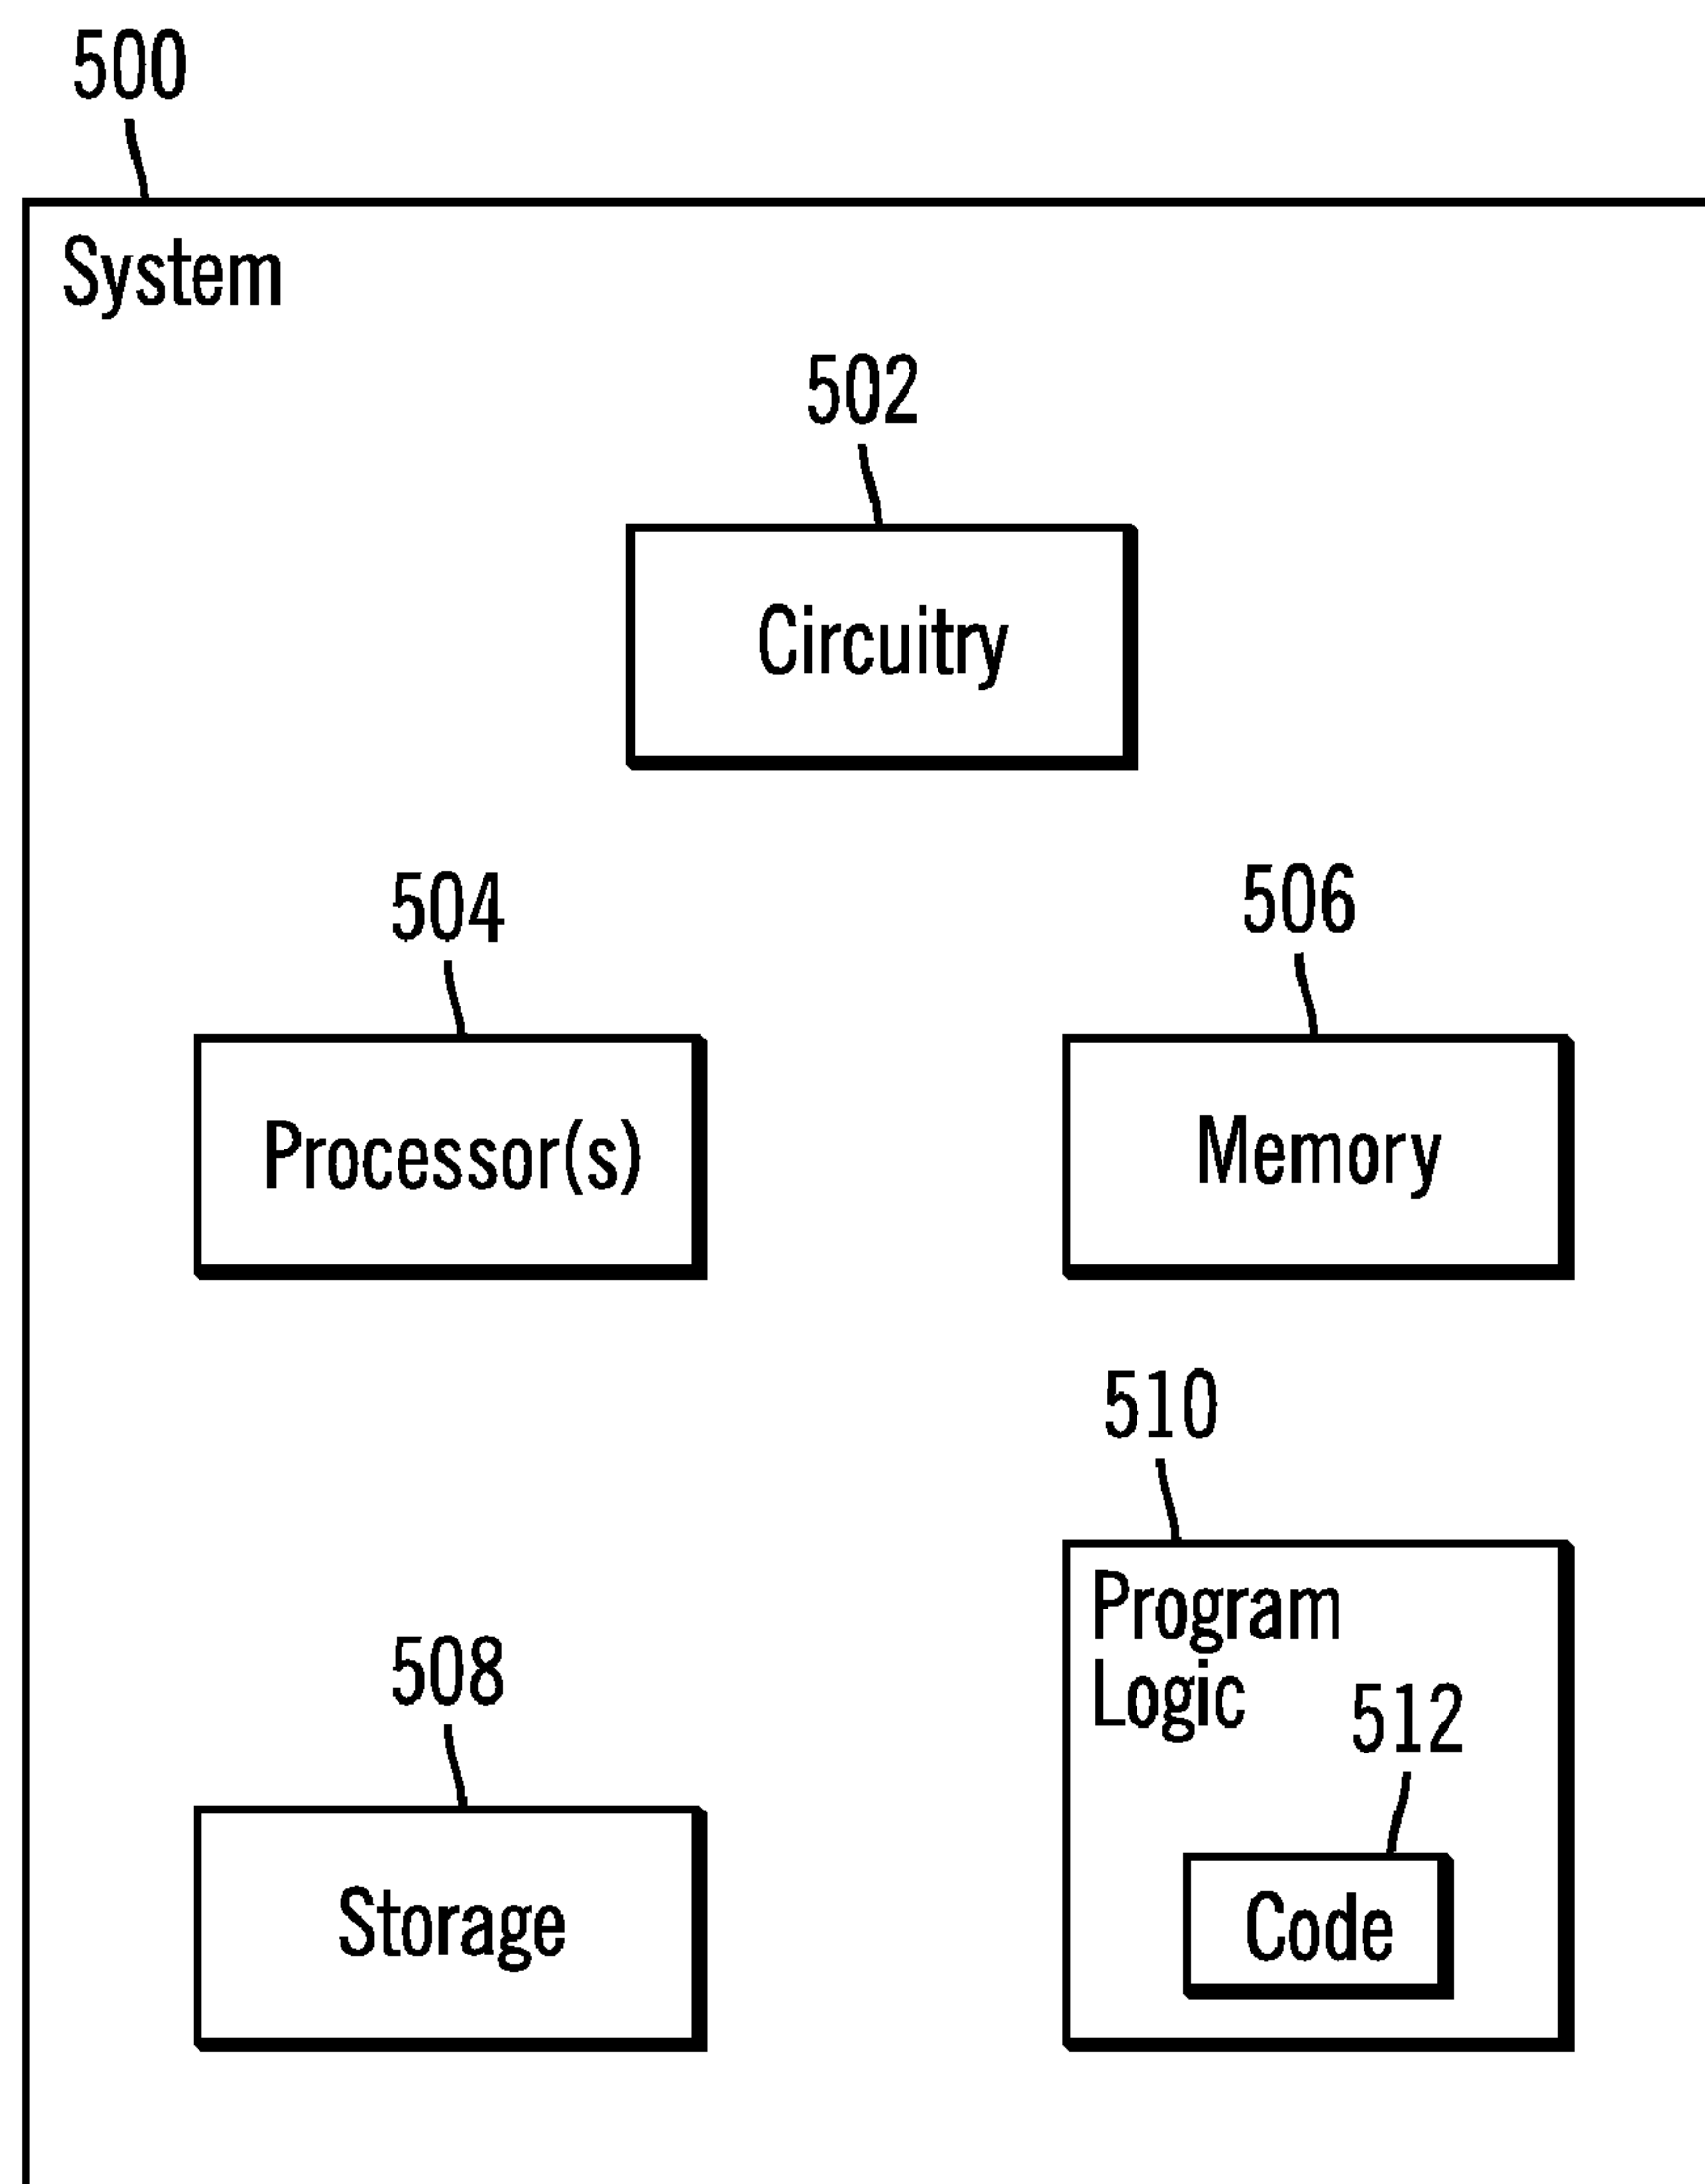 500
System
502
Circuitry
504
506
Processor(s)
Memory
510
Program
Logic
508
512
Storage
Code